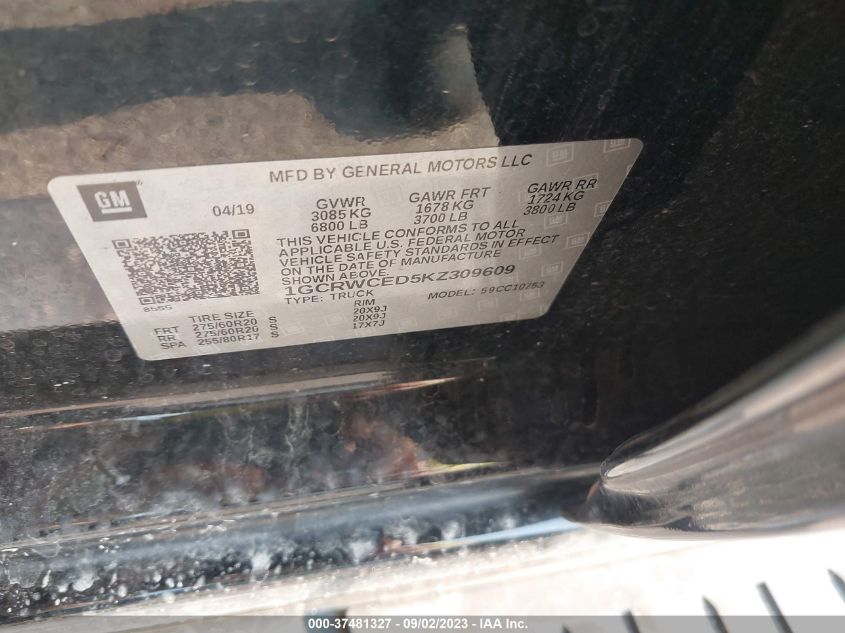 MFD BY GENERAL MOTORS LLC
GM
04/19
GVWR GAWR FRT GAWR RR
3085 KG 1678 KG 1724 KG
6800 LB 3700 LB 3800 LB
THIS VEHICLE CONFORMS TO ALL
APPLICABLE U.S. FEDERAL MOTOR
VEHICLE SAFETY STANDARDS IN EFFECT
ON THE DATE OF MANUFACTURE
SHOWN ABOVE.
1GCRWCED5KZ309609
TYPE: TRUCK MODEL: 59CC10753
8555
TIRE SIZE RIM
FRT 275/60R20 S 20X9J
RR 275/60R20 S 20X9J
SPA 255/80R17 S 17X7J
000-37481327 - 09/02/2023 - IAA Inc.